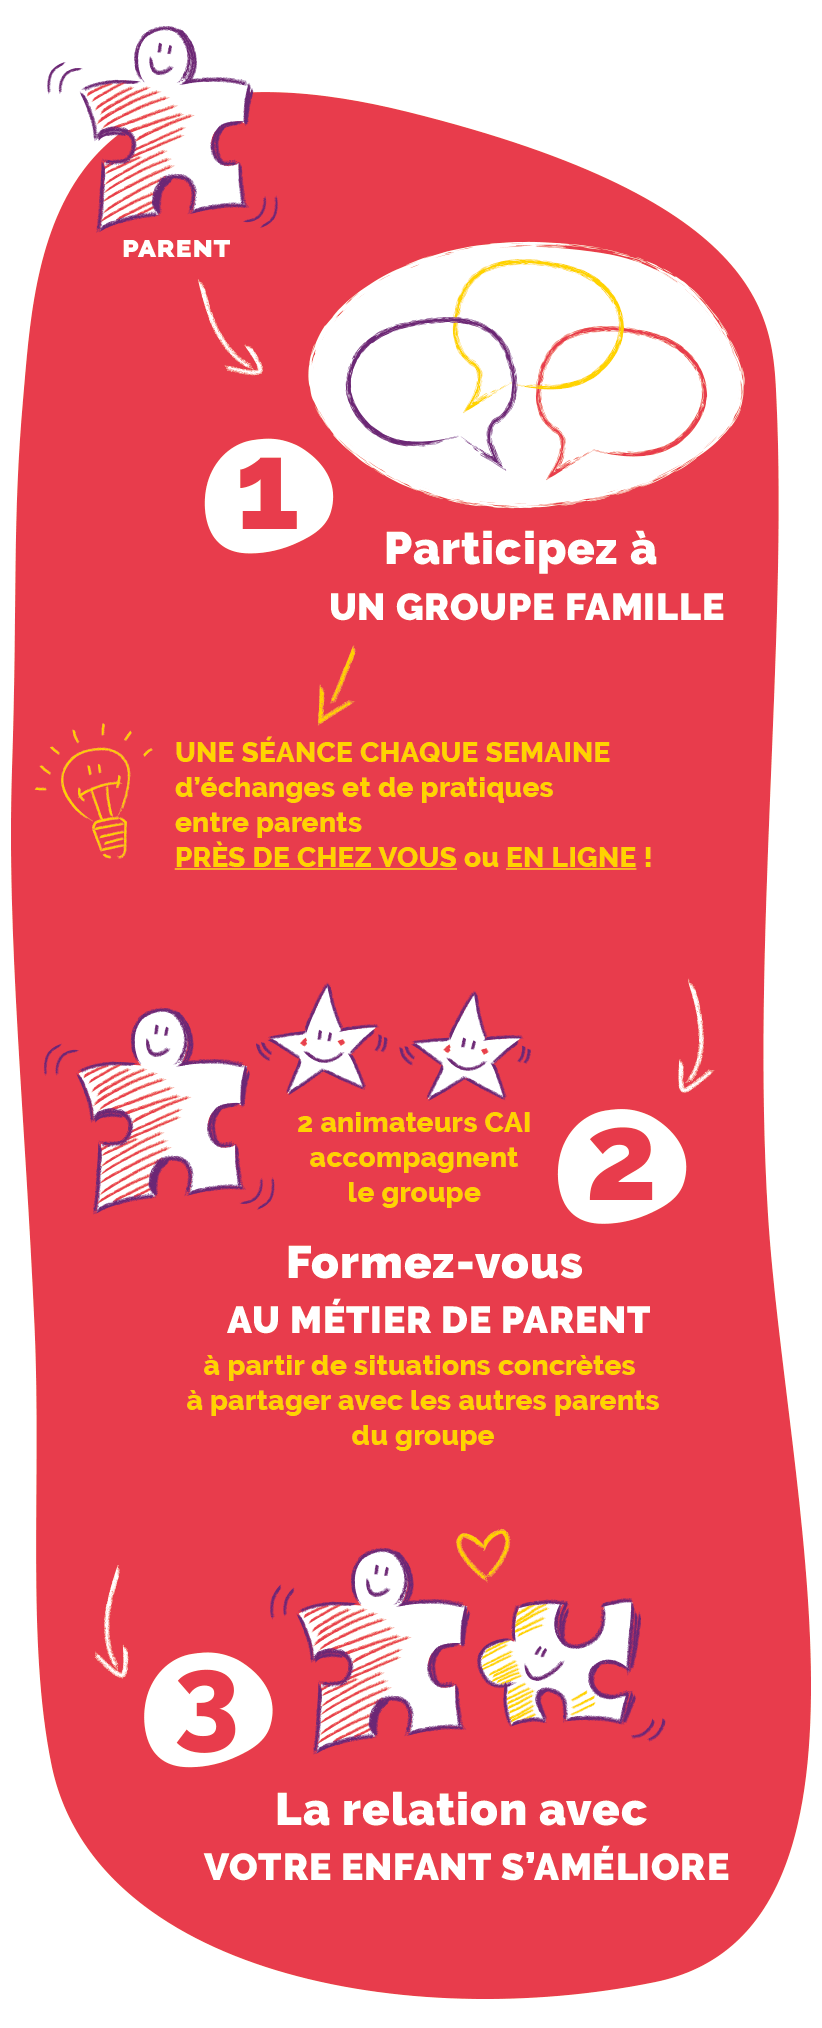 PARENT
1
Participez à
UN GROUPE FAMILLE
UNE SÉANCE CHAQUE SEMAINE
d'échanges et de pratiques
entre parents
PRÈS DE CHEZ VOUS ou EN LIGNE !
2 animateurs CAI
accompagnent
le groupe
2
Formez-vous
AU MÉTIER DE PARENT
à partir de situations concrètes
à partager avec les autres parents
du groupe
3
La relation avec
VOTRE ENFANT S'AMÉLIORE